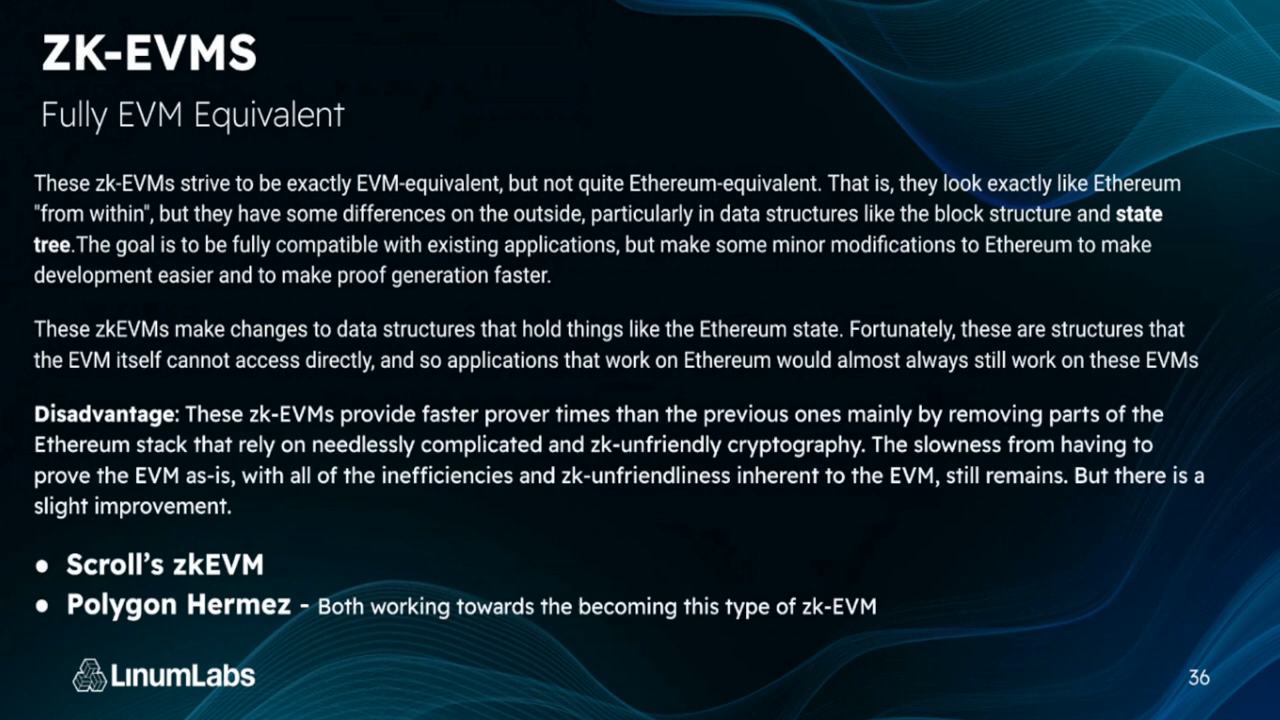 ZK-EVMS
Fully EVM Equivalent
These zk-EVMs strive to be exactly EVM-equivalent, but not quite Ethereum-equivalent. That is, they look exactly like Ethereum
"from within", but they have some differences on the outside, particularly in data structures like the block structure and state
tree.The goal is to be fully compatible with existing applications, but make some minor modifications to Ethereum to make
development easier and to make proof generation faster.
These zkEVMs make changes to data structures that hold things like the Ethereum state. Fortunately, these are structures that
the EVM itself cannot access directly, and so applications that work on Ethereum would almost always still work on these EVMs
Disadvantage: These zk-EVMs provide faster prover times than the previous ones mainly by removing parts of the
Ethereum stack that rely on needlessly complicated and zk-unfriendly cryptography. The slowness from having to
prove the EVM as-is, with all of the inefficiencies and zk-unfriendliness inherent to the EVM, still remains. But there is a
slight improvement.
● Scroll's zkEVM
● Polygon Hermez - Both working towards the becoming this type of zk-EVM
LinumLabs
36